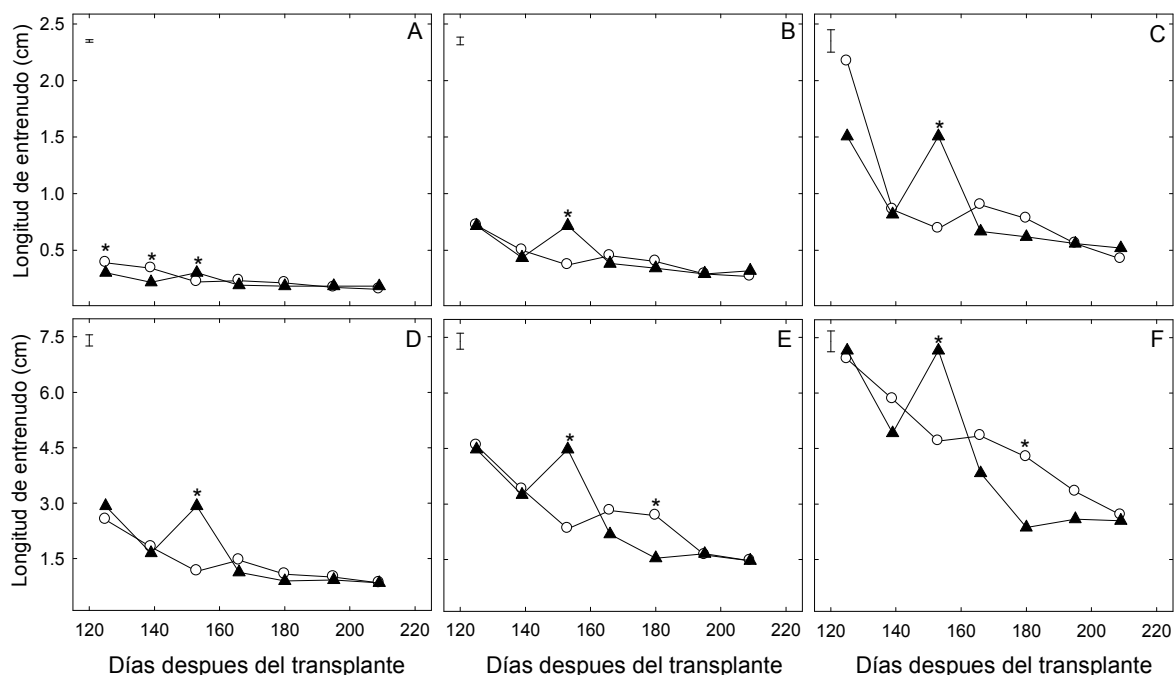 A B C
2.5
2.0
1.5
1.0
0.5
Longitud de entrenudo (cm)
* * *
*
*
D E F
7.5
6.0
4.5
3.0
1.5
Longitud de entrenudo (cm)
*
* *
* *
120 140 160 180 200 220 120 140 160 180 200 220 120 140 160 180 200 220
Días despues del transplante Días despues del transplante Días despues del transplante